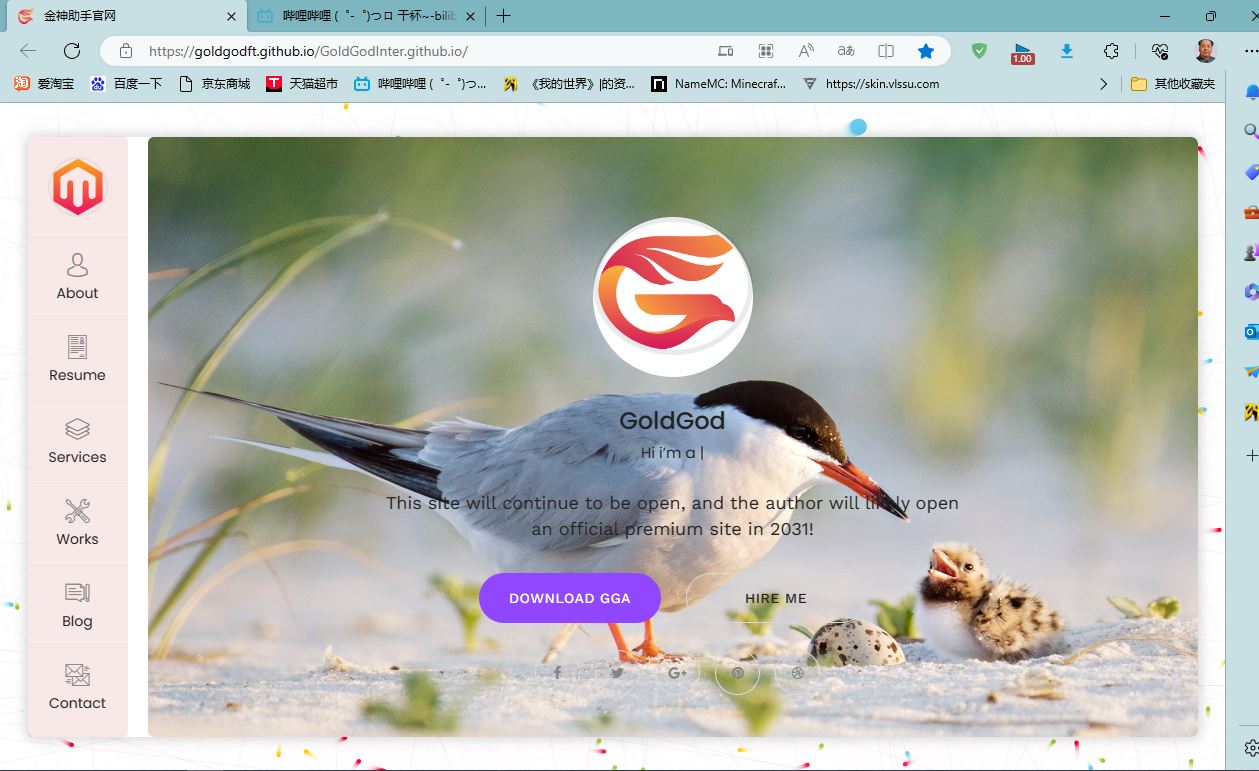 金神助手官网
哔哩哔哩 (゜-゜)つロ 干杯~-bilib
https://goldgodft.github.io/GoldGodInter.github.io/
1.00
爱淘宝
百度一下
京东商城
天猫超市
哔哩哔哩 (゜-゜)つ...
《我的世界》|的资...
NameMC: Minecraf...
https://skin.vlssu.com
其他收藏夹
About
Resume
Services
Works
Blog
Contact
GoldGod
Hi i'm a |
This site will continue to be open, and the author will likely open
an official premium site in 2031!
DOWNLOAD GGA
HIRE ME